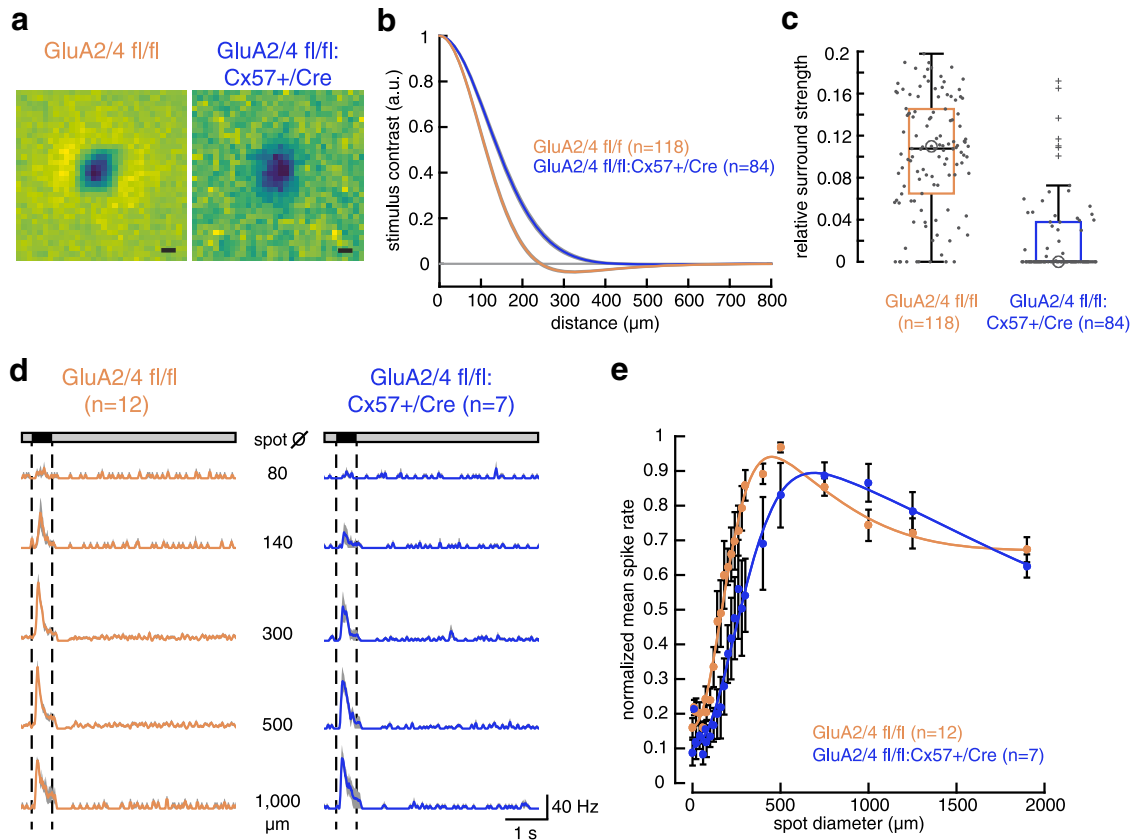 a
GluA2/4 fl/fl
GluA2/4 fl/fl:
Cx57+/Cre
b
stimulus contrast (a.u.)
1
0.8
0.6
0.4
0.2
0
GluA2/4 fl/f (n=118)
GluA2/4 fl/fl:Cx57+/Cre (n=84)
0 100 200 300 400 500 600 700 800
distance (µm)
c
relative surround strength
0.2
0.16
0.12
0.08
0.04
0
GluA2/4 fl/fl
(n=118)
GluA2/4 fl/fl:
Cx57+/Cre (n=84)
d
GluA2/4 fl/fl
(n=12)
GluA2/4 fl/fl:
Cx57+/Cre (n=7)
spot Ø
80
140
300
500
1,000
µm
40 Hz
1 s
e
normalized mean spike rate
1
0.9
0.8
0.7
0.6
0.5
0.4
0.3
0.2
0.1
0
GluA2/4 fl/fl (n=12)
GluA2/4 fl/fl:Cx57+/Cre (n=7)
0 500 1000 1500 2000
spot diameter (µm)